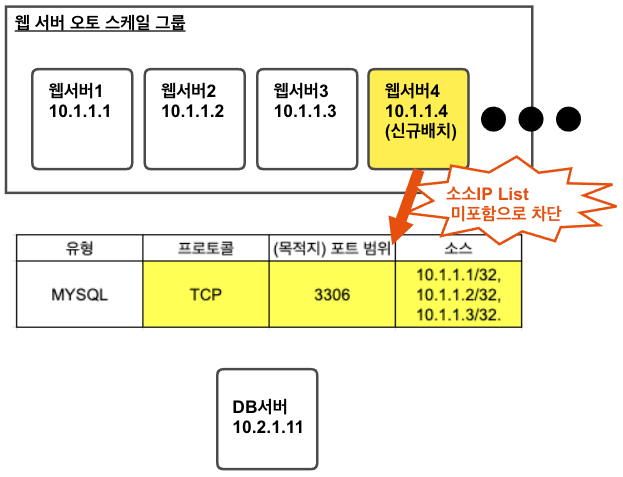 웹 서버 오토 스케일 그룹
웹서버1
10.1.1.1
웹서버2
10.1.1.2
웹서버3
10.1.1.3
웹서버4
10.1.1.4
(신규배치)
소소IP List
미포함으로 차단
유형 프로토콜 (목적지) 포트 범위 소스
MYSQL TCP 3306 10.1.1.1/32,
10.1.1.2/32,
10.1.1.3/32.
DB서버
10.2.1.11